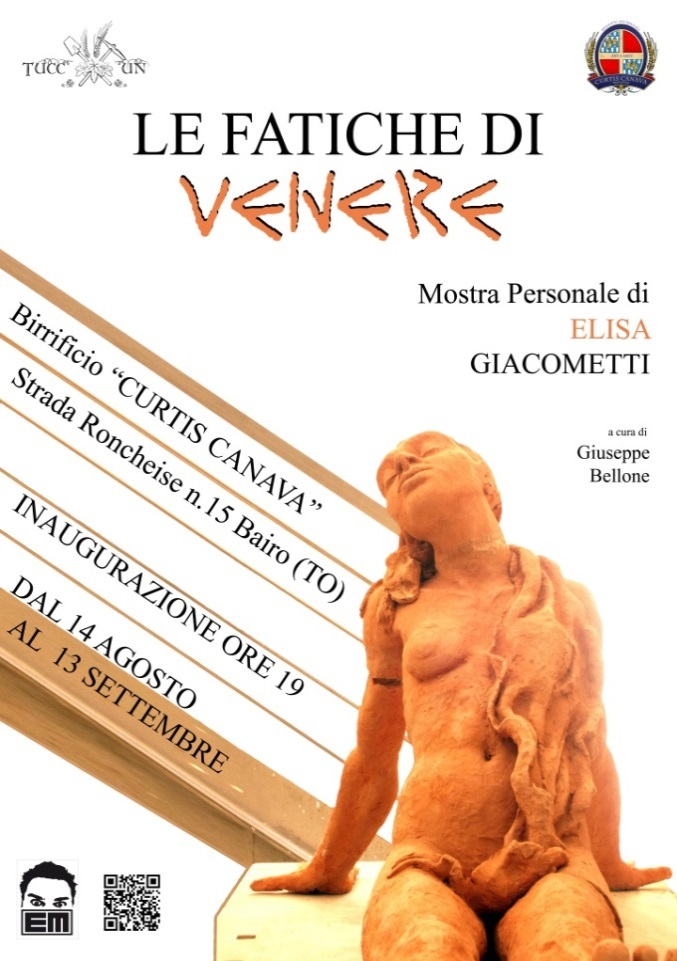 TUCC UN
CURTIS CANAVA
LE FATICHE DI
VENERE
Mostra Personale di
ELISA
GIACOMETTI
a cura di
Giuseppe
Bellone
Birrificio “CURTIS CANAVA”
Strada Roncheise n.15 Bairo (TO)
INAUGURAZIONE ORE 19
DAL 14 AGOSTO
AL 13 SETTEMBRE
EM